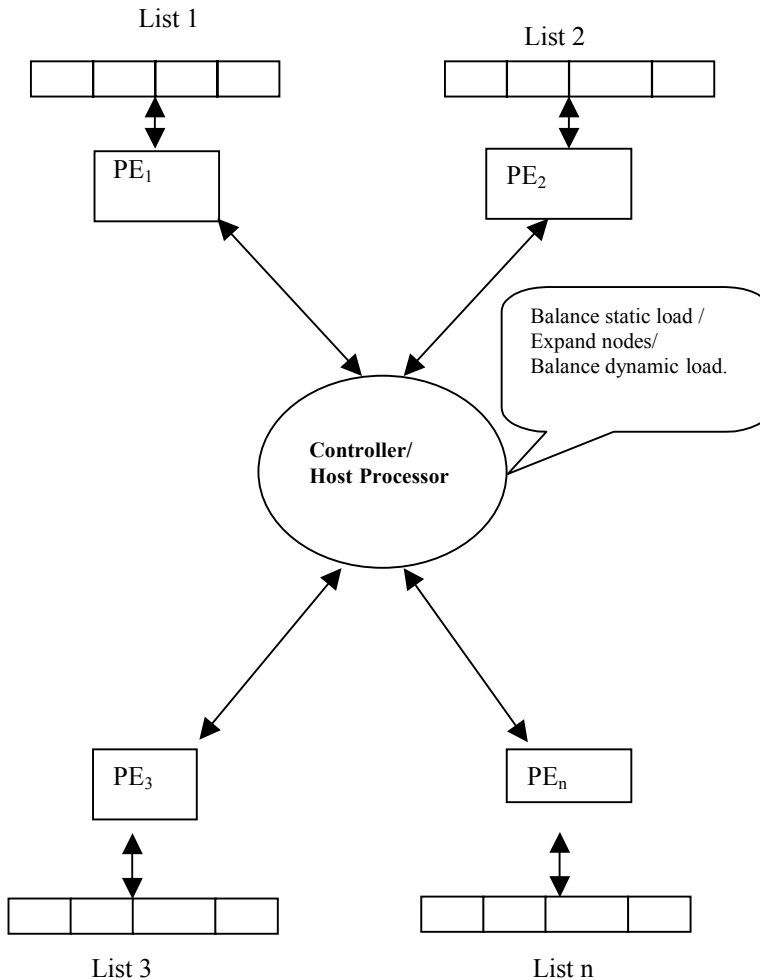 List 1
List 2
PE₁
PE₂
Balance static load /
Expand nodes/
Balance dynamic load.
Controller/
Host Processor
PE₃
PEₙ
List 3
List n